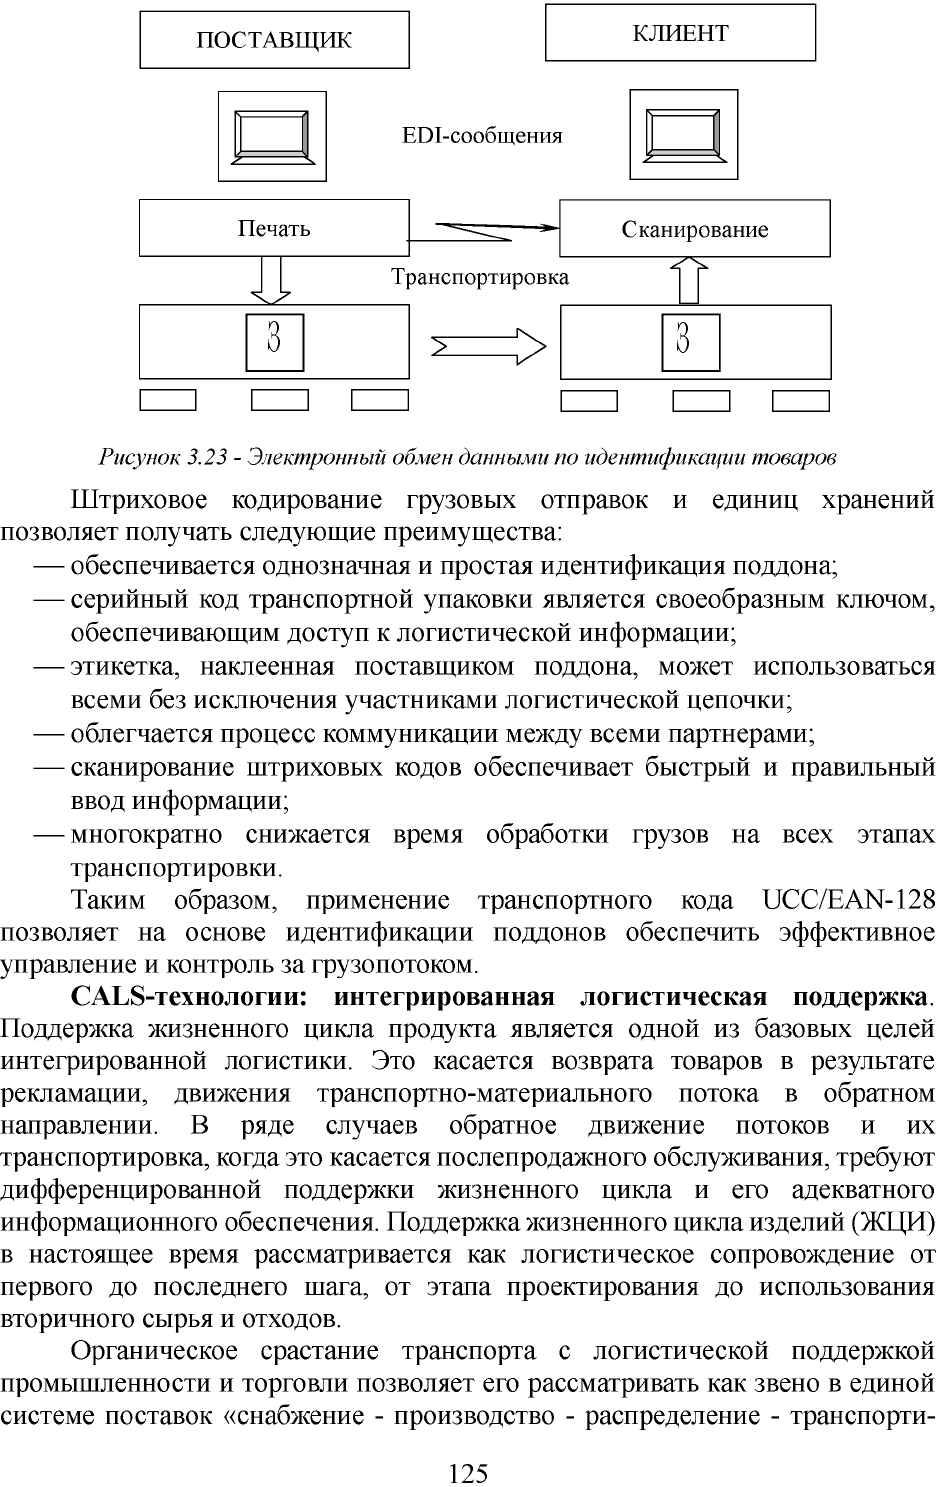 ПОСТАВЩИК
КЛИЕНТ
EDI-сообщения
Печать
Сканирование
Транспортировка
3
3
Рисунок 3.23 - Электронный обмен данными по идентификации товаров
Штриховое кодирование грузовых отправок и единиц хранений
позволяет получать следующие преимущества:
— обеспечивается однозначная и простая идентификация поддона;
— серийный код транспортной упаковки является своеобразным ключом,
обеспечивающим доступ к логистической информации;
— этикетка, наклеенная поставщиком поддона, может использоваться
всеми без исключения участниками логистической цепочки;
— облегчается процесс коммуникации между всеми партнерами;
— сканирование штриховых кодов обеспечивает быстрый и правильный
ввод информации;
— многократно снижается время обработки грузов на всех этапах
транспортировки.
Таким образом, применение транспортного кода UCC/EAN-128
позволяет на основе идентификации поддонов обеспечить эффективное
управление и контроль за грузопотоком.
CALS-технологии: интегрированная логистическая поддержка.
Поддержка жизненного цикла продукта является одной из базовых целей
интегрированной логистики. Это касается возврата товаров в результате
рекламации, движения транспортно-материального потока в обратном
направлении. В ряде случаев обратное движение потоков и их
транспортировка, когда это касается послепродажного обслуживания, требуют
дифференцированной поддержки жизненного цикла и его адекватного
информационного обеспечения. Поддержка жизненного цикла изделий (ЖЦИ)
в настоящее время рассматривается как логистическое сопровождение от
первого до последнего шага, от этапа проектирования до использования
вторичного сырья и отходов.
Органическое срастание транспорта с логистической поддержкой
промышленности и торговли позволяет его рассматривать как звено в единой
системе поставок «снабжение - производство - распределение - транспорти-
125